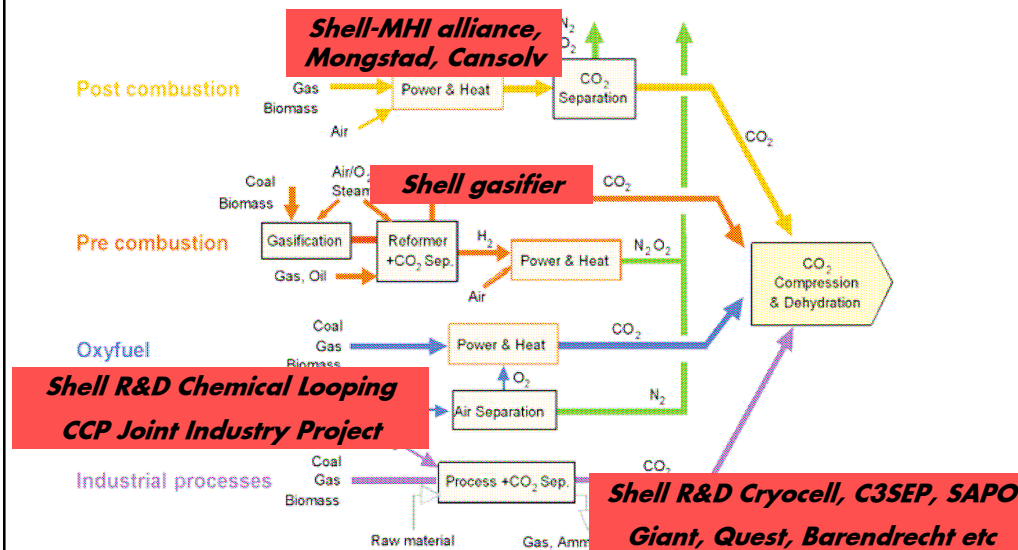 Shell-MHI alliance,
Mongstad, Cansolv
N₂
O₂
Post combustion
Gas
Biomass
Air
Power & Heat
CO₂
Separation
CO₂
Coal
Biomass
Air/O₂
Steam
Shell gasifier
CO₂
Pre combustion
Gasification
Reformer
+CO₂ Sep.
H₂
Power & Heat
N₂ O₂
Gas, Oil
Air
CO₂
Compression
& Dehydration
Oxyfuel
Coal
Gas
Biomass
Power & Heat
CO₂
O₂
Shell R&D Chemical Looping
CCP Joint Industry Project
Air Separation
N₂
Industrial processes
Coal
Gas
Biomass
Process +CO₂ Sep.
CO₂
Raw material
Gas,
Shell R&D Cryocell, C3SEP, SAPO
Giant, Quest, Barendrecht etc